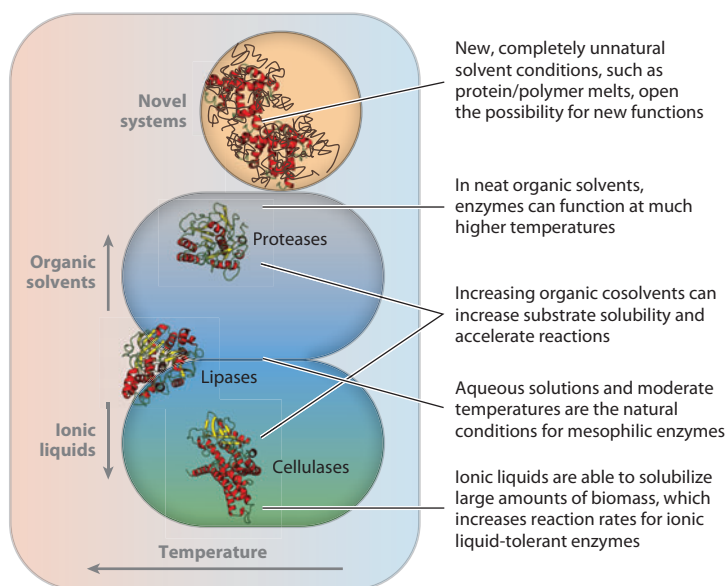 New, completely unnatural
solvent conditions, such as
protein/polymer melts, open
the possibility for new functions
Novel
systems
In neat organic solvents,
enzymes can function at much
higher temperatures
Proteases
Organic
solvents
Increasing organic cosolvents can
increase substrate solubility and
accelerate reactions
Lipases
Aqueous solutions and moderate
temperatures are the natural
conditions for mesophilic enzymes
Ionic
liquids
Cellulases
Ionic liquids are able to solubilize
large amounts of biomass, which
increases reaction rates for ionic
liquid-tolerant enzymes
Temperature